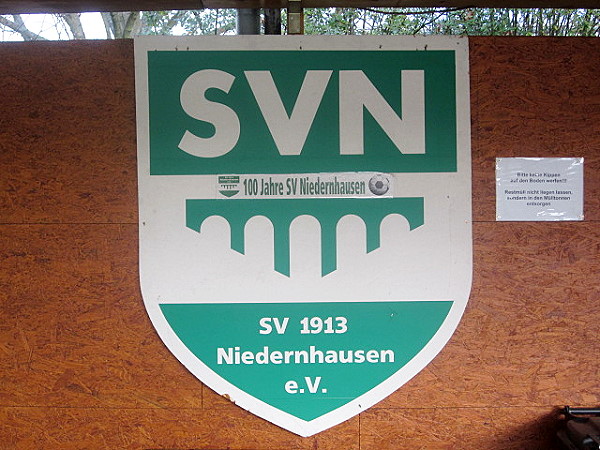 SVN
100 Jahre SV Niedernhausen
SV 1913
Niedernhausen
e.V.
Bitte keine Kippen
auf den Boden werfen!!!
Restmüll nicht liegen lassen,
sondern in den Mülltonnen
entsorgen